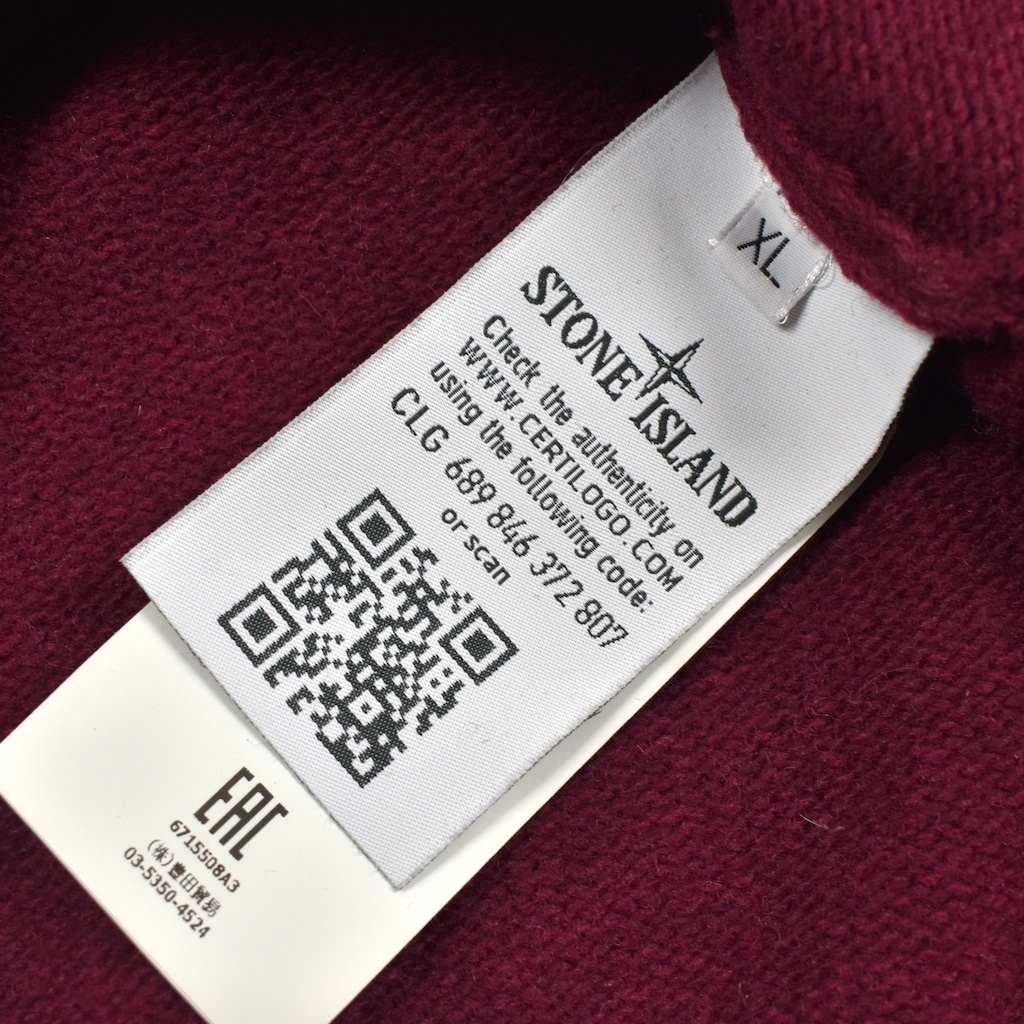 XL
STONE ISLAND
Check the authenticity on
WWW.CERTILOGO.COM
using the following code:
CLG 689 846 372 807
or scan
EAC
6715508A3
(株)豊田貿易
03-5350-4524